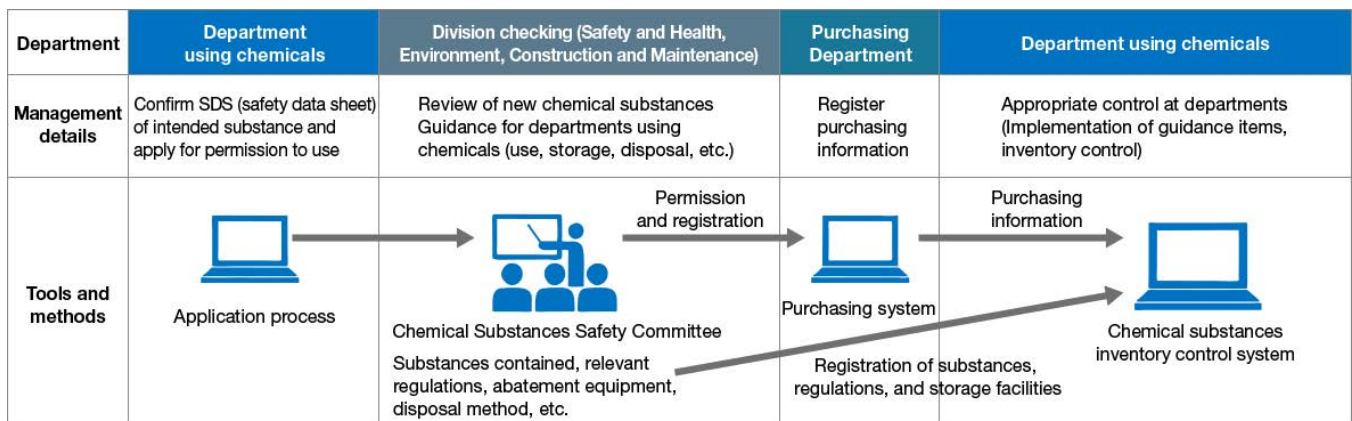 Department
Department
using chemicals
Division checking (Safety and Health,
Environment, Construction and Maintenance)
Purchasing
Department
Department using chemicals
Management
details
Confirm SDS (safety data sheet)
of intended substance and
apply for permission to use
Review of new chemical substances
Guidance for departments using
chemicals (use, storage, disposal, etc.)
Register
purchasing
information
Appropriate control at departments
(Implementation of guidance items,
inventory control)
Tools and
methods
Application process
Permission
and registration
Chemical Substances Safety Committee
Substances contained, relevant
regulations, abatement equipment,
disposal method, etc.
Purchasing system
Purchasing
information
Registration of substances,
regulations, and storage facilities
Chemical substances
inventory control system